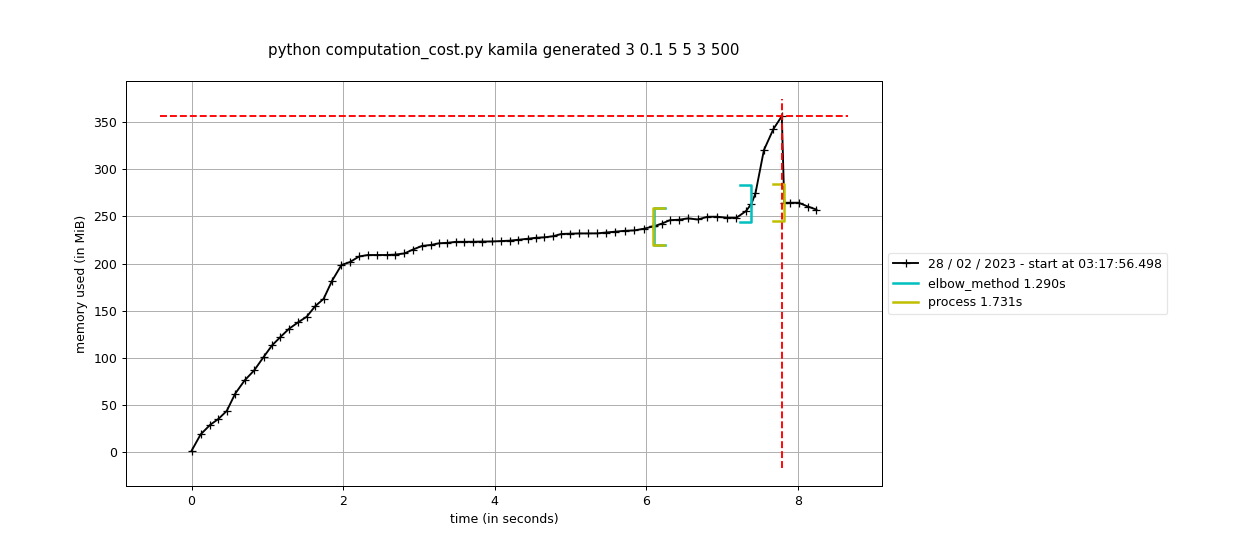 python computation_cost.py kamila generated 3 0.1 5 5 3 500
memory used (in MiB)
350
300
250
200
150
100
50
0
0 2 4 6 8
time (in seconds)
28 / 02 / 2023 - start at 03:17:56.498
elbow_method 1.290s
process 1.731s